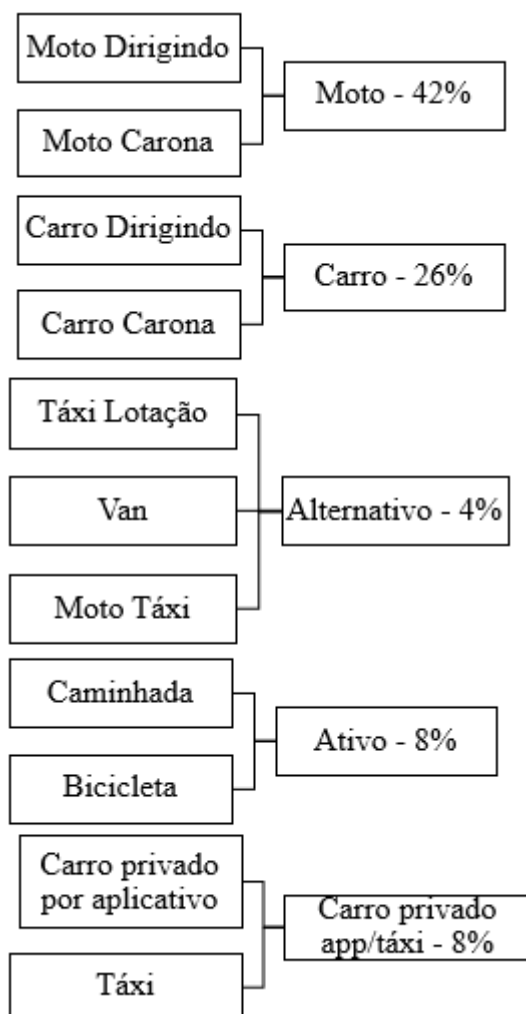 Moto Dirigindo
Moto - 42%
Moto Carona
Carro Dirigindo
Carro - 26%
Carro Carona
Táxi Lotação
Van
Alternativo - 4%
Moto Táxi
Caminhada
Ativo - 8%
Bicicleta
Carro privado
por aplicativo
Carro privado
app/táxi - 8%
Táxi